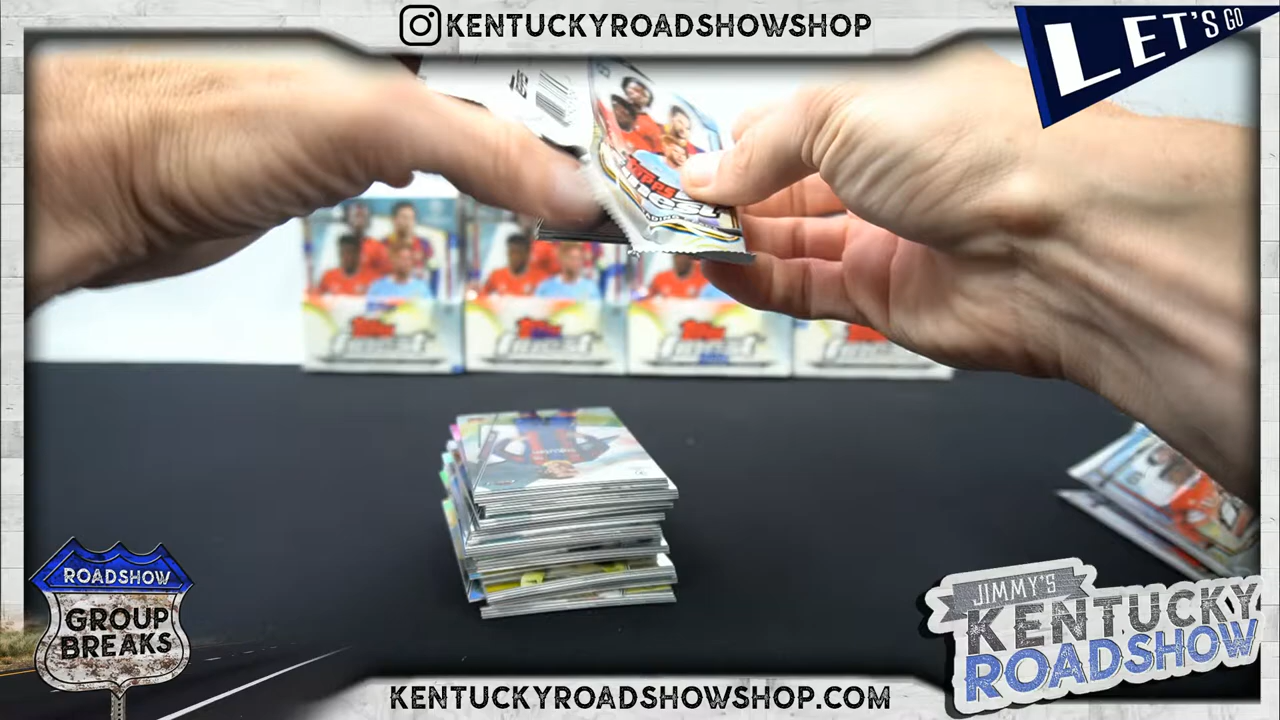 KENTUCKYROADSHOWSHOP
LET'S GO
Topps
finest
Topps
finest
Topps
finest
Topps
finest
ROADSHOW
GROUP
BREAKS
JIMMY'S
KENTUCKY
ROADSHOW
KENTUCKYROADSHOWSHOP.COM